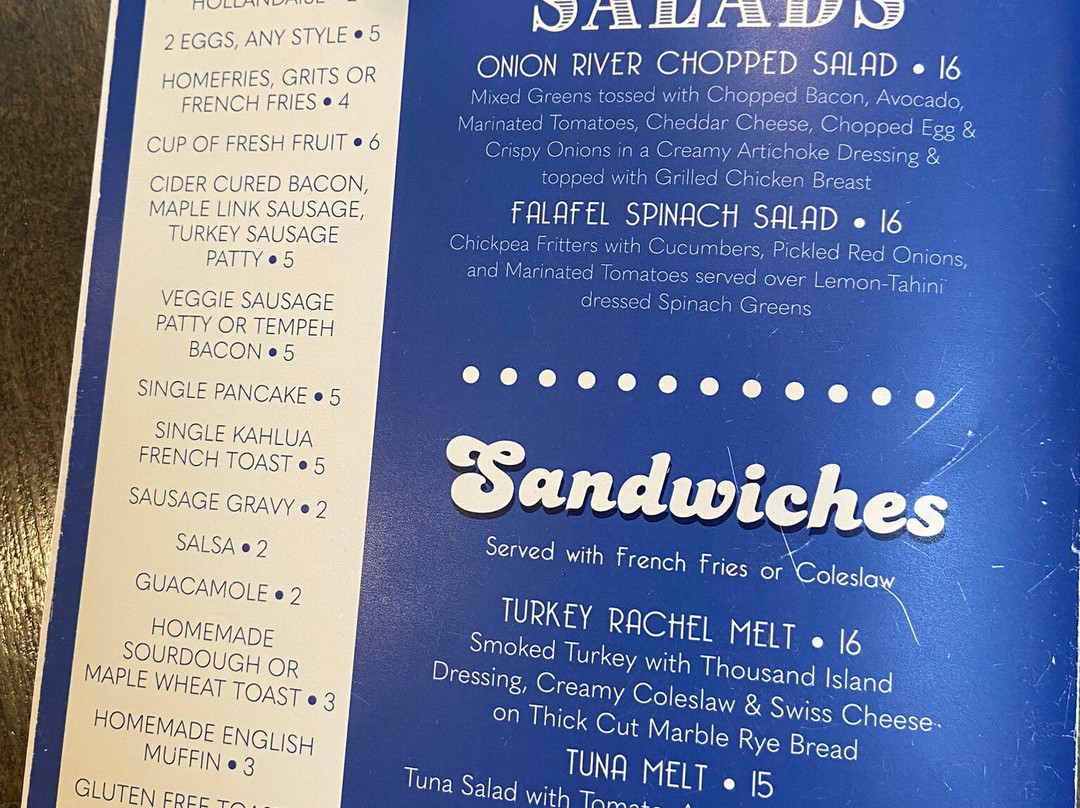 HOLLANDAISE
2 EGGS, ANY STYLE • 5
HOMEFRIES, GRITS OR
FRENCH FRIES • 4
CUP OF FRESH FRUIT • 6
CIDER CURED BACON,
MAPLE LINK SAUSAGE,
TURKEY SAUSAGE
PATTY • 5
VEGGIE SAUSAGE
PATTY OR TEMPEH
BACON • 5
SINGLE PANCAKE • 5
SINGLE KAHLUA
FRENCH TOAST • 5
SAUSAGE GRAVY • 2
SALSA • 2
GUACAMOLE • 2
HOMEMADE
SOURDOUGH OR
MAPLE WHEAT TOAST • 3
HOMEMADE ENGLISH
MUFFIN • 3
GLUTEN FREE
SALADS
ONION RIVER CHOPPED SALAD • 16
Mixed Greens tossed with Chopped Bacon, Avocado,
Marinated Tomatoes, Cheddar Cheese, Chopped Egg &
Crispy Onions in a Creamy Artichoke Dressing &
topped with Grilled Chicken Breast
FALAFEL SPINACH SALAD • 16
Chickpea Fritters with Cucumbers, Pickled Red Onions,
and Marinated Tomatoes served over Lemon-Tahini
dressed Spinach Greens
Sandwiches
Served with French Fries or Coleslaw
TURKEY RACHEL MELT • 16
Smoked Turkey with Thousand Island
Dressing, Creamy Coleslaw & Swiss Cheese
on Thick Cut Marble Rye Bread
TUNA MELT • 15
Tuna Salad with